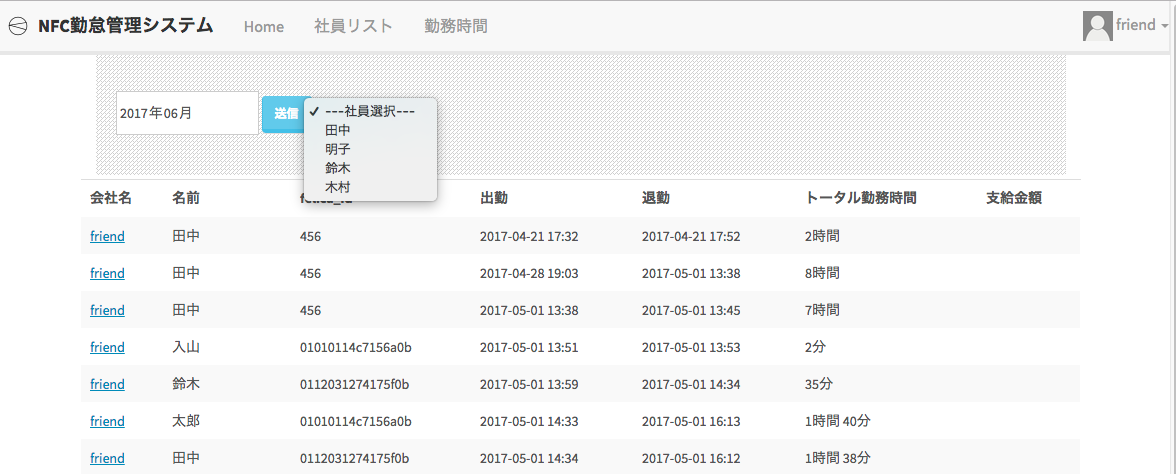 NFC勤怠管理システム Home 社員リスト 勤務時間 friend
2017年06月 送信 ✓ ---社員選択---
田中
明子
鈴木
木村
会社名 名前 出勤 退勤 トータル勤務時間 支給金額
friend 田中 456 2017-04-21 17:32 2017-04-21 17:52 2時間
friend 田中 456 2017-04-28 19:03 2017-05-01 13:38 8時間
friend 田中 456 2017-05-01 13:38 2017-05-01 13:45 7時間
friend 入山 01010114c7156a0b 2017-05-01 13:51 2017-05-01 13:53 2分
friend 鈴木 0112031274175f0b 2017-05-01 13:59 2017-05-01 14:34 35分
friend 太郎 01010114c7156a0b 2017-05-01 14:33 2017-05-01 16:13 1時間 40分
friend 田中 0112031274175f0b 2017-05-01 14:34 2017-05-01 16:12 1時間 38分